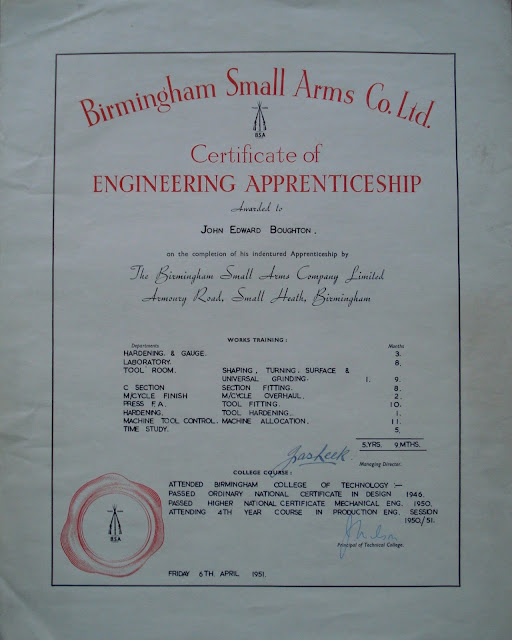 Birmingham Small Arms Co. Ltd.
BSA
Certificate of
ENGINEERING APPRENTICESHIP
Awarded to
JOHN EDWARD BOUGHTON.
on the completion of his indentured Apprenticeship by
The Birmingham Small Arms Company Limited
Armoury Road, Small Heath, Birmingham
WORKS TRAINING:
Departments Months
HARDENING. & GAUGE. 3.
LABORATORY. 8.
TOOL ROOM. SHAPING, TURNING, SURFACE &
UNIVERSAL GRINDING. 1. 9.
C SECTION SECTION FITTING. 8.
M/CYCLE FINISH M/CYCLE OVERHAUL. 2.
PRESS F.A. TOOL FITTING. 10.
HARDENING. TOOL HARDENING. 1.
MACHINE TOOL CONTROL. MACHINE ALLOCATION. 11.
TIME STUDY. 5.
5.YRS. 9.MTHS.
Managing Director.
COLLEGE COURSE:
ATTENDED BIRMINGHAM COLLEGE OF TECHNOLOGY :—
PASSED ORDINARY NATIONAL CERTIFICATE IN DESIGN 1946.
PASSED HIGHER NATIONAL CERTIFICATE MECHANICAL ENG. 1950.
ATTENDING 4TH YEAR COURSE IN PRODUCTION ENG. SESSION
1950/51.
BSA
Principal of Technical College.
FRIDAY 6TH APRIL 1951.